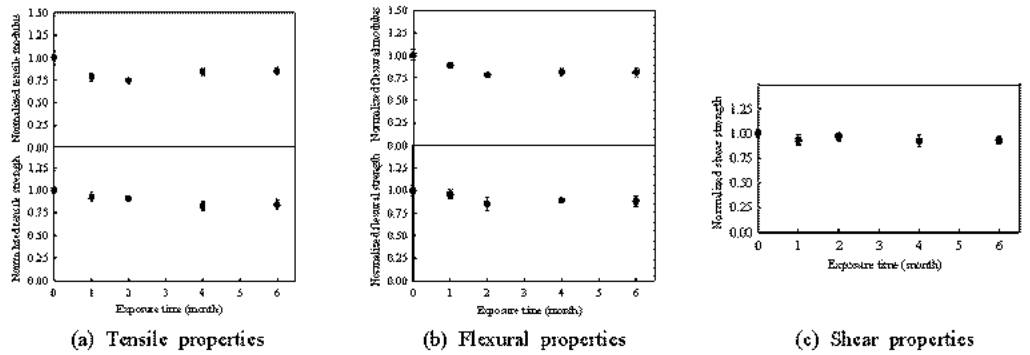 1.50
1.25
1.00
0.75
0.50
0.25
0.00
Normalized tensile modulus
1.25
1.00
0.75
0.50
0.25
0.00
Normalized tensile strength
0 1 2 3 4 5 6
Exposure time (month)
(a) Tensile properties
1.50
1.25
1.00
0.75
0.50
0.25
0.00
Normalized flexural modulus
1.25
1.00
0.75
0.50
0.25
0.00
Normalized flexural strength
0 1 2 3 4 5 6
Exposure time (month)
(b) Flexural properties
1.25
1.00
0.75
0.50
0.25
0.00
Normalized shear strength
0 1 2 3 4 5 6
Exposure time (month)
(c) Shear properties